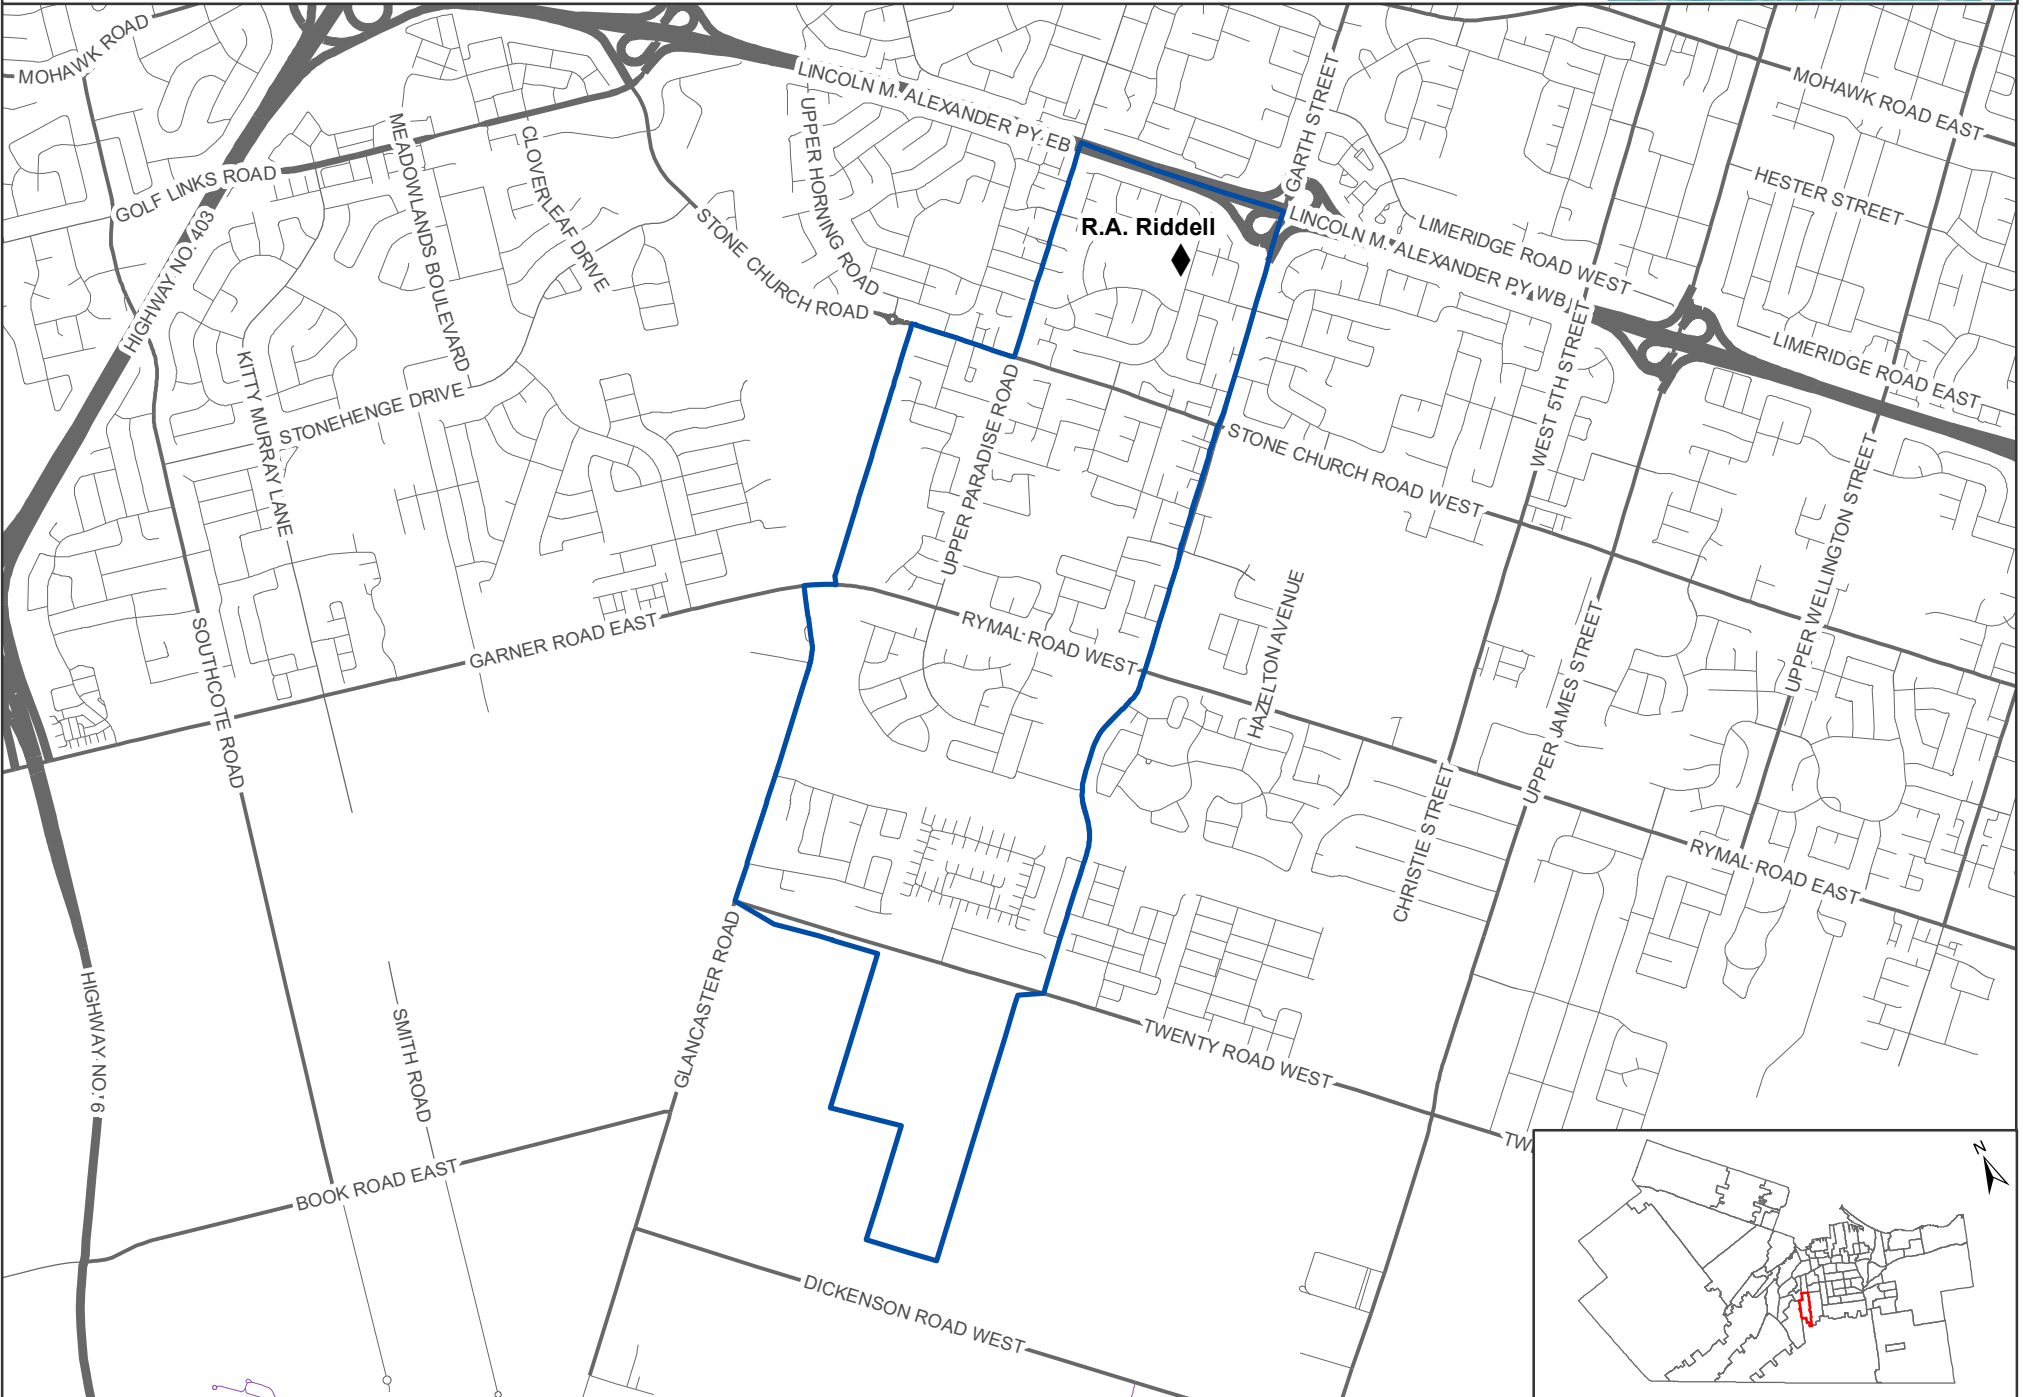 MOHAWK ROAD
LINCOLN M. ALEXANDER PY EB
MOHAWK ROAD EAST
GARTH STREET
UPPER HORNING ROAD
MEADOWLANDS BOULEVARD
CLOVERLEAF DRIVE
GOLF LINKS ROAD
HESTER STREET
HIGHWAY NO. 403
STONE CHURCH ROAD
R.A. Riddell
LINCOLN M. ALEXANDER PY WB
LIMERIDGE ROAD WEST
LIMERIDGE ROAD EAST
WEST 5TH STREET
KITTY MURRAY LANE
STONEHENGE DRIVE
UPPER PARADISE ROAD
STONE CHURCH ROAD WEST
UPPER WELLINGTON STREET
SOUTHCOTE ROAD
GARNER ROAD EAST
RYMAL ROAD WEST
HAZELTON AVENUE
UPPER JAMES STREET
CHRISTIE STREET
RYMAL ROAD EAST
GLANCASTER ROAD
HIGHWAY NO. 6
SMITH ROAD
TWENTY ROAD WEST
TW
BOOK ROAD EAST
DICKENSON ROAD WEST
N